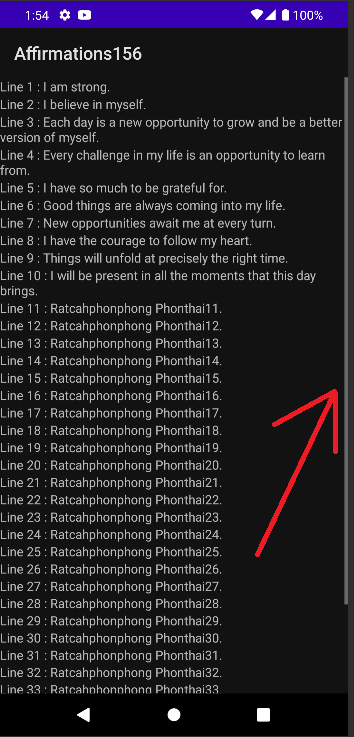 1:54 100%
Affirmations156
Line 1 : I am strong.
Line 2 : I believe in myself.
Line 3 : Each day is a new opportunity to grow and be a better
version of myself.
Line 4 : Every challenge in my life is an opportunity to learn
from.
Line 5 : I have so much to be grateful for.
Line 6 : Good things are always coming into my life.
Line 7 : New opportunities await me at every turn.
Line 8 : I have the courage to follow my heart.
Line 9 : Things will unfold at precisely the right time.
Line 10 : I will be present in all the moments that this day
brings.
Line 11 : Ratcahphonphong Phonthai11.
Line 12 : Ratcahphonphong Phonthai12.
Line 13 : Ratcahphonphong Phonthai13.
Line 14 : Ratcahphonphong Phonthai14.
Line 15 : Ratcahphonphong Phonthai15.
Line 16 : Ratcahphonphong Phonthai16.
Line 17 : Ratcahphonphong Phonthai17.
Line 18 : Ratcahphonphong Phonthai18.
Line 19 : Ratcahphonphong Phonthai19.
Line 20 : Ratcahphonphong Phonthai20.
Line 21 : Ratcahphonphong Phonthai21.
Line 22 : Ratcahphonphong Phonthai22.
Line 23 : Ratcahphonphong Phonthai23.
Line 24 : Ratcahphonphong Phonthai24.
Line 25 : Ratcahphonphong Phonthai25.
Line 26 : Ratcahphonphong Phonthai26.
Line 27 : Ratcahphonphong Phonthai27.
Line 28 : Ratcahphonphong Phonthai28.
Line 29 : Ratcahphonphong Phonthai29.
Line 30 : Ratcahphonphong Phonthai30.
Line 31 : Ratcahphonphong Phonthai31.
Line 32 : Ratcahphonphong Phonthai32.
Line 33 : Ratcahphonphong Phonthai33.